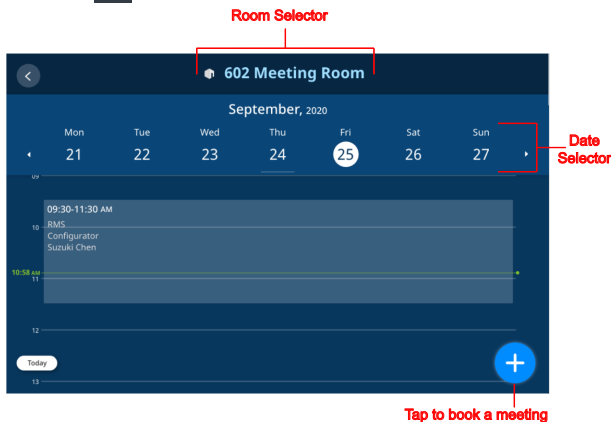 Room Selector
602 Meeting Room
September, 2020
Mon Tue Wed Thu Fri Sat Sun
21 22 23 24 25 26 27
Date
Selector
09
09:30-11:30 AM
RMS
10
Configurator
Suzuki Chen
10:58 AM
11
12
Today
13
Tap to book a meeting